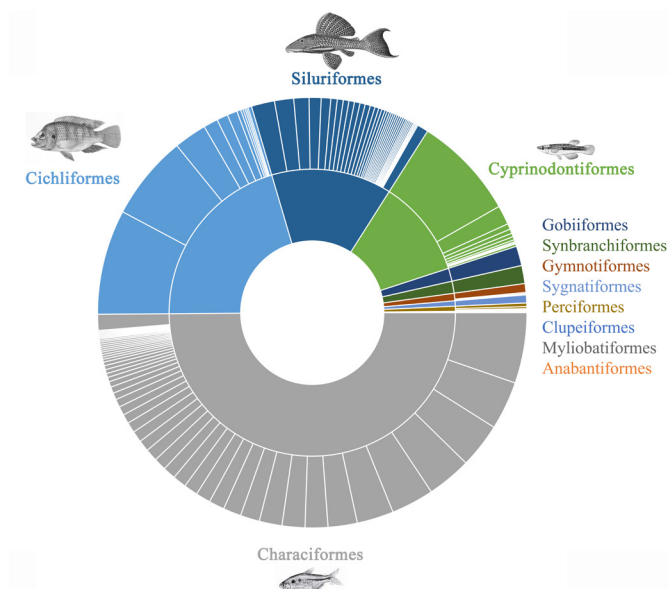 Siluriformes
Cichliformes
Cyprinodontiformes
Gobiiformes
Synbranchiformes
Gymnotiformes
Sygnatiformes
Perciformes
Clupeiformes
Myliobatiformes
Anabantiformes
Characiformes